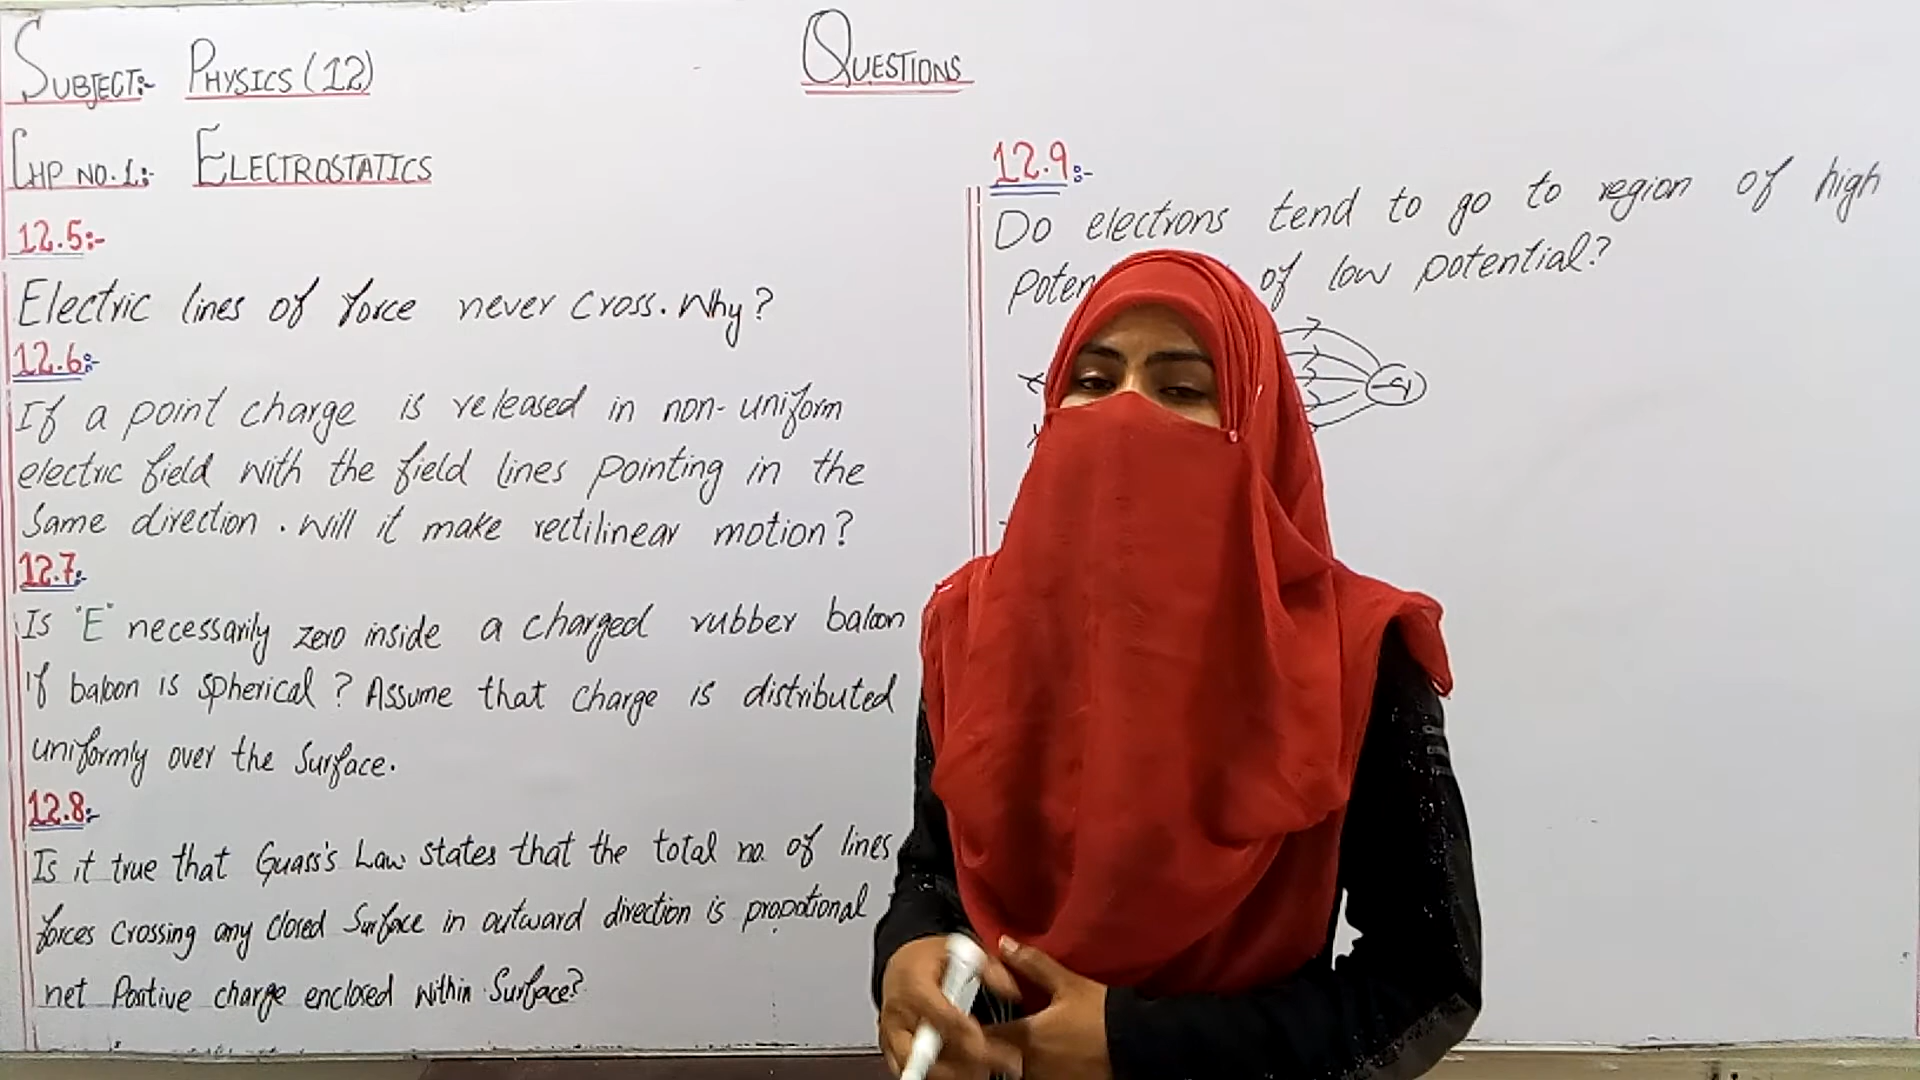 SUBJECT:- PHYSICS (12)
QUESTIONS
CHP NO. 1:- ELECTROSTATICS
12.5:-
Electric lines of force never cross. Why?
12.6:-
If a point charge is released in non-uniform
electric field with the field lines pointing in the
Same direction. Will it make rectilinear motion?
12.7:-
Is "E" necessarily zero inside a charged rubber baloon
if baloon is spherical? Assume that charge is distributed
uniformly over the Surface.
12.8:-
Is it true that Guass's Law states that the total no. of lines
forces crossing any closed Surface in outward direction is propotional
net Positive charge enclosed within Surface?
12.9:-
Do electrons tend to go to region of high
poten of low potential?
-q